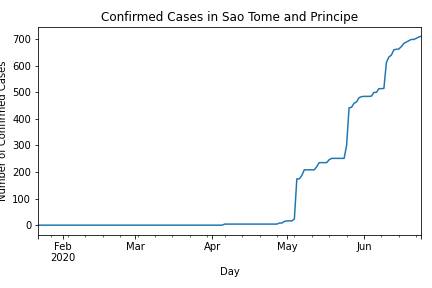 Confirmed Cases in Sao Tome and Principe
Number of Confirmed Cases
700
600
500
400
300
200
100
0
Feb Mar Apr May Jun
2020
Day